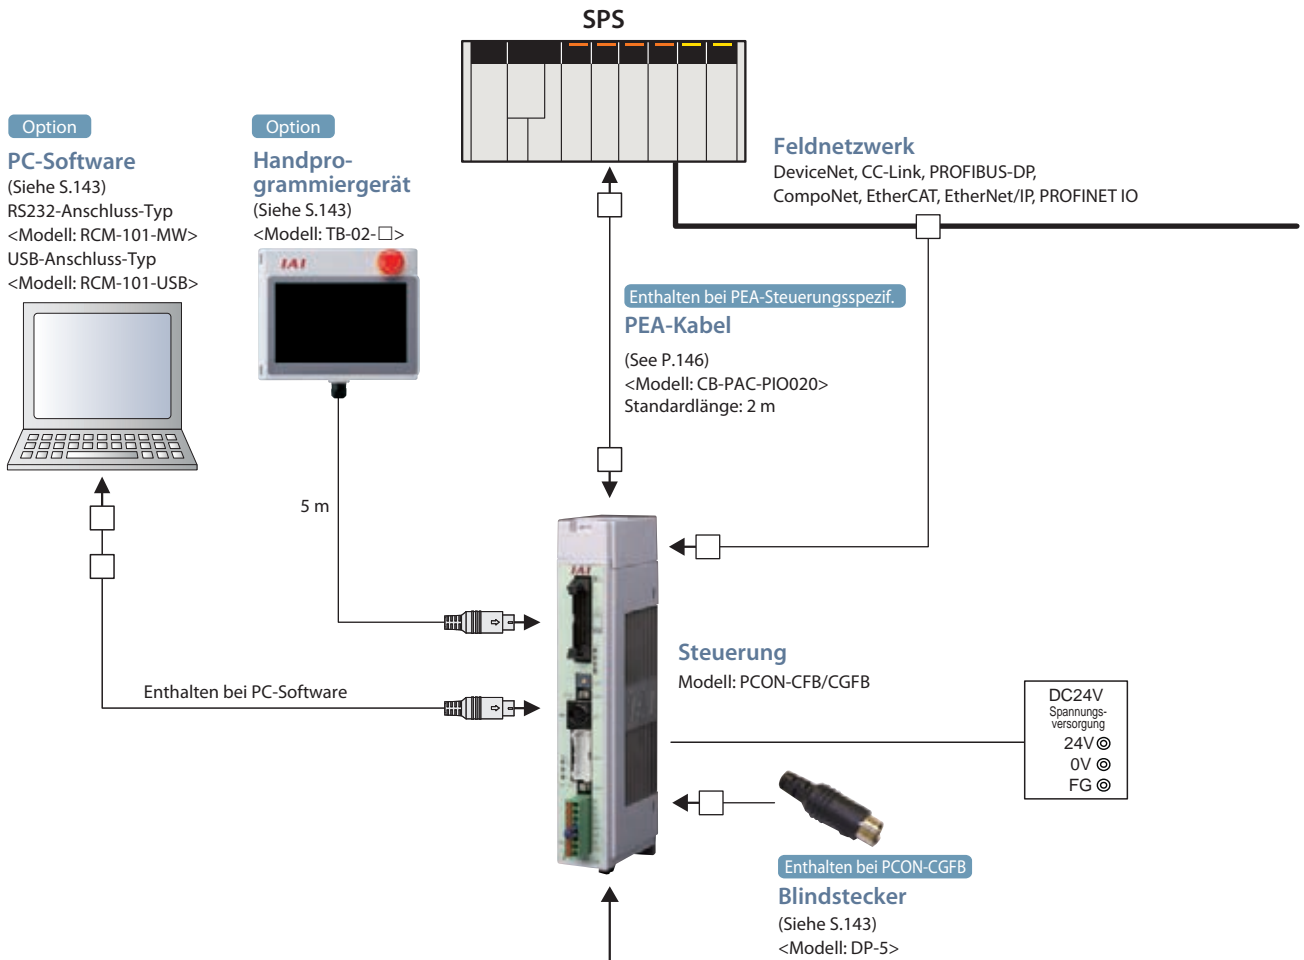 SPS
Option
PC-Software
(Siehe S.143)
RS232-Anschluss-Typ
<Modell: RCM-101-MW>
USB-Anschluss-Typ
<Modell: RCM-101-USB>
Option
Handpro-
grammiergerät
(Siehe S.143)
<Modell: TB-02-□>
IAI
Feldnetzwerk
DeviceNet, CC-Link, PROFIBUS-DP,
CompoNet, EtherCAT, EtherNet/IP, PROFINET IO
Enthalten bei PEA-Steuerungsspezif.
PEA-Kabel
(See P.146)
<Modell: CB-PAC-PIO020>
Standardlänge: 2 m
5 m
IAI
Enthalten bei PC-Software
Steuerung
Modell: PCON-CFB/CGFB
DC24V
Spannungs-
versorgung
24V
0V
FG
Enthalten bei PCON-CGFB
Blindstecker
(Siehe S.143)
<Modell: DP-5>